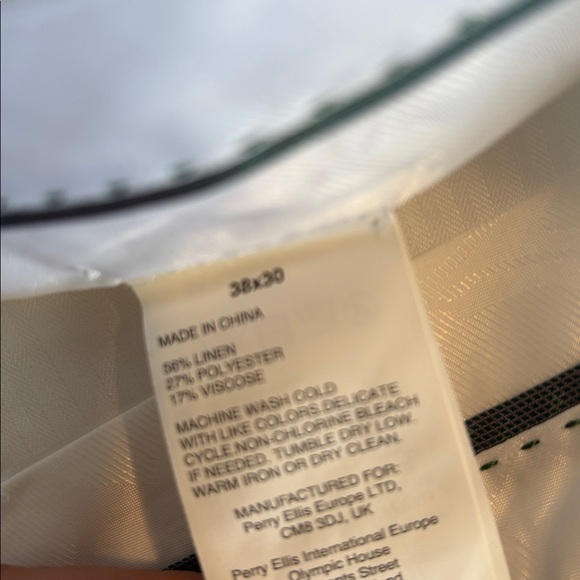 38x30
MADE IN CHINA
56% LINEN
27% POLYESTER
17% VISCOSE
MACHINE WASH COLD
WITH LIKE COLORS.DELICATE
CYCLE.NON-CHLORINE BLEACH
IF NEEDED. TUMBLE DRY LOW.
WARM IRON OR DRY CLEAN.
MANUFACTURED FOR:
Perry Ellis Europe LTD,
CM8 3DJ, UK
Perry Ellis International Europe
Olympic House
Street